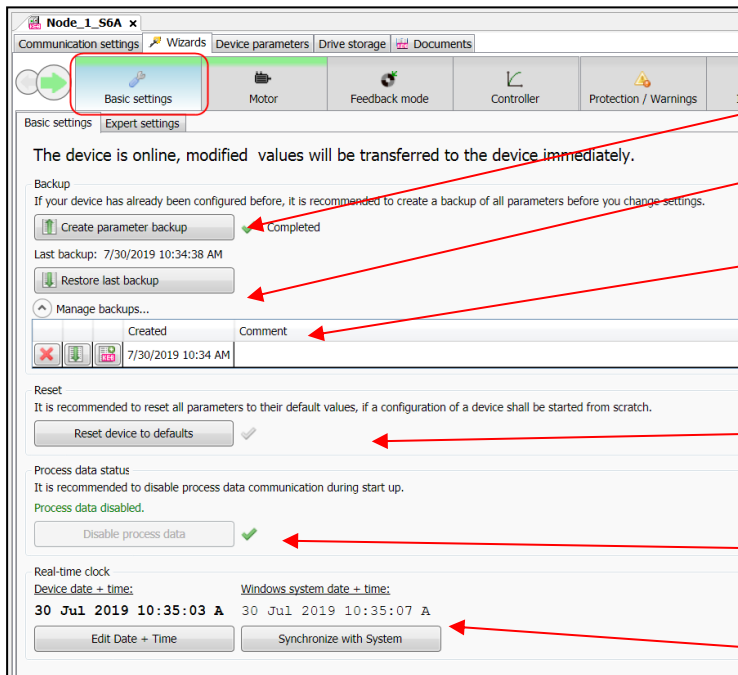 Node_1_S6A x
Communication settings Wizards Device parameters Drive storage Documents
Basic settings Motor Feedback mode Controller Protection / Warnings
Basic settings Expert settings
The device is online, modified values will be transferred to the device immediately.
Backup
If your device has already been configured before, it is recommended to create a backup of all parameters before you change settings.
Create parameter backup Completed
Last backup: 7/30/2019 10:34:38 AM
Restore last backup
Manage backups...
Created Comment
KEB 7/30/2019 10:34 AM
Reset
It is recommended to reset all parameters to their default values, if a configuration of a device shall be started from scratch.
Reset device to defaults
Process data status
It is recommended to disable process data communication during start up.
Process data disabled.
Disable process data
Real-time clock
Device date + time: Windows system date + time:
30 Jul 2019 10:35:03 A 30 Jul 2019 10:35:07 A
Edit Date + Time Synchronize with System